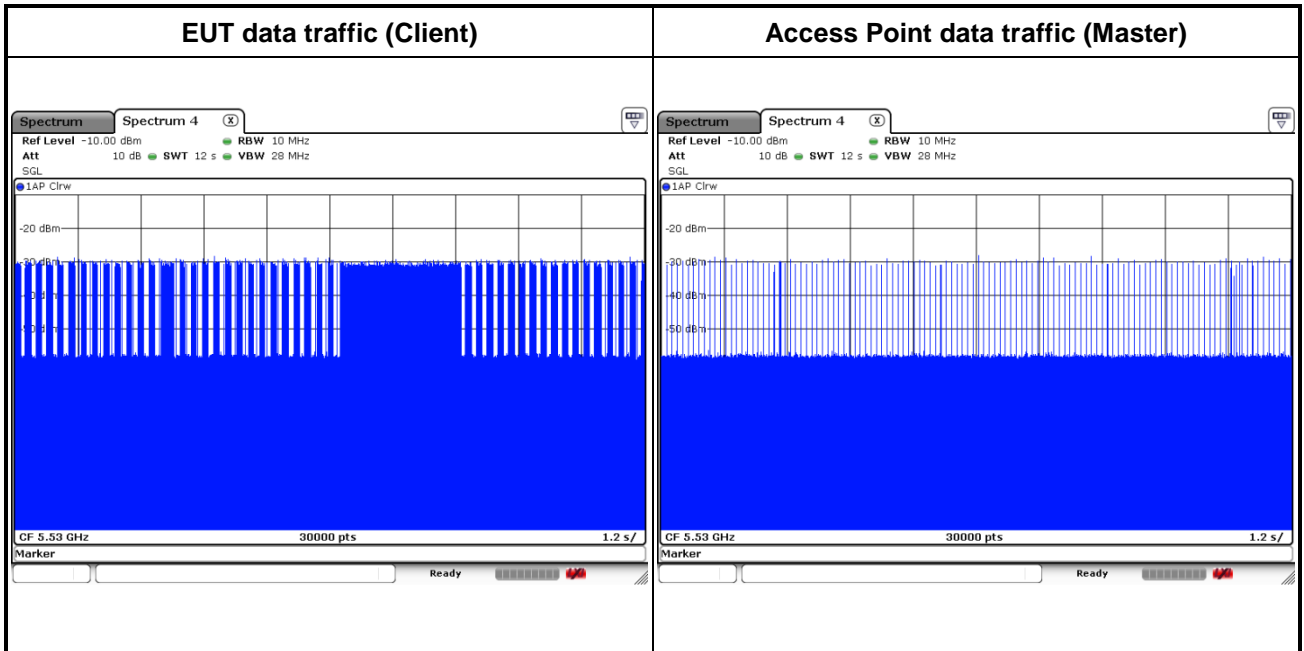 EUT data traffic (Client)
Access Point data traffic (Master)
Spectrum Spectrum 4 X
Ref Level -10.00 dBm RBW 10 MHz
Att 10 dB SWT 12 s VBW 28 MHz
SGL
1AP Clrw
-20 dBm
-30 dBm
CF 5.53 GHz 30000 pts 1.2 s/
Marker
Ready
Spectrum Spectrum 4 X
Ref Level -10.00 dBm RBW 10 MHz
Att 10 dB SWT 12 s VBW 28 MHz
SGL
1AP Clrw
-20 dBm
-30 dBm
-40 dBm
-50 dBm
CF 5.53 GHz 30000 pts 1.2 s/
Marker
Ready